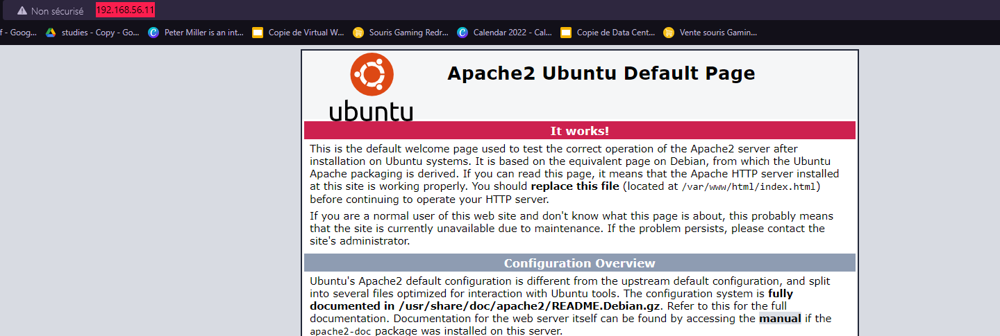 Non sécurisé 192.168.56.11
f - Goog... studies - Copy - Go... Peter Miller is an int... Copie de Virtual W... Souris Gaming Redr... Calendar 2022 - Cal... Copie de Data Cent... Vente souris Gamin...
ubuntu
Apache2 Ubuntu Default Page
It works!
This is the default welcome page used to test the correct operation of the Apache2 server after
installation on Ubuntu systems. It is based on the equivalent page on Debian, from which the Ubuntu
Apache packaging is derived. If you can read this page, it means that the Apache HTTP server installed
at this site is working properly. You should replace this file (located at /var/www/html/index.html)
before continuing to operate your HTTP server.
If you are a normal user of this web site and don't know what this page is about, this probably means
that the site is currently unavailable due to maintenance. If the problem persists, please contact the
site's administrator.
Configuration Overview
Ubuntu's Apache2 default configuration is different from the upstream default configuration, and split
into several files optimized for interaction with Ubuntu tools. The configuration system is fully
documented in /usr/share/doc/apache2/README.Debian.gz. Refer to this for the full
documentation. Documentation for the web server itself can be found by accessing the manual if the
apache2-doc package was installed on this server.